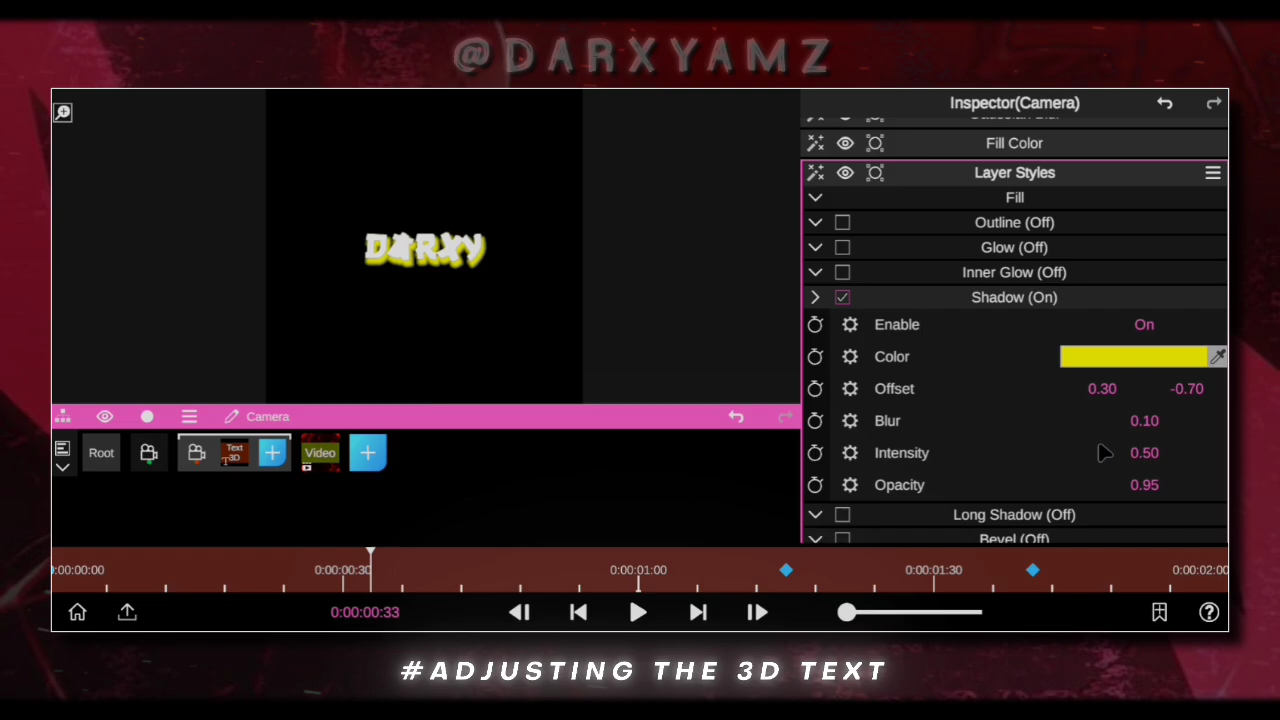 @DARXYAMZ
Inspector(Camera)
Gaussian Blur
Fill Color
Layer Styles
Fill
Outline (Off)
Glow (Off)
Inner Glow (Off)
Shadow (On)
Enable On
Color
Offset 0.30 -0.70
Blur 0.10
Intensity 0.50
Opacity 0.95
Long Shadow (Off)
Bevel (Off)
DARXY
Camera
Root
Text 3D
Video
0:00:00:00 0:00:00:30 0:00:01:00 0:00:01:30 0:00:02:00
0:00:00:33
#ADJUSTING THE 3D TEXT